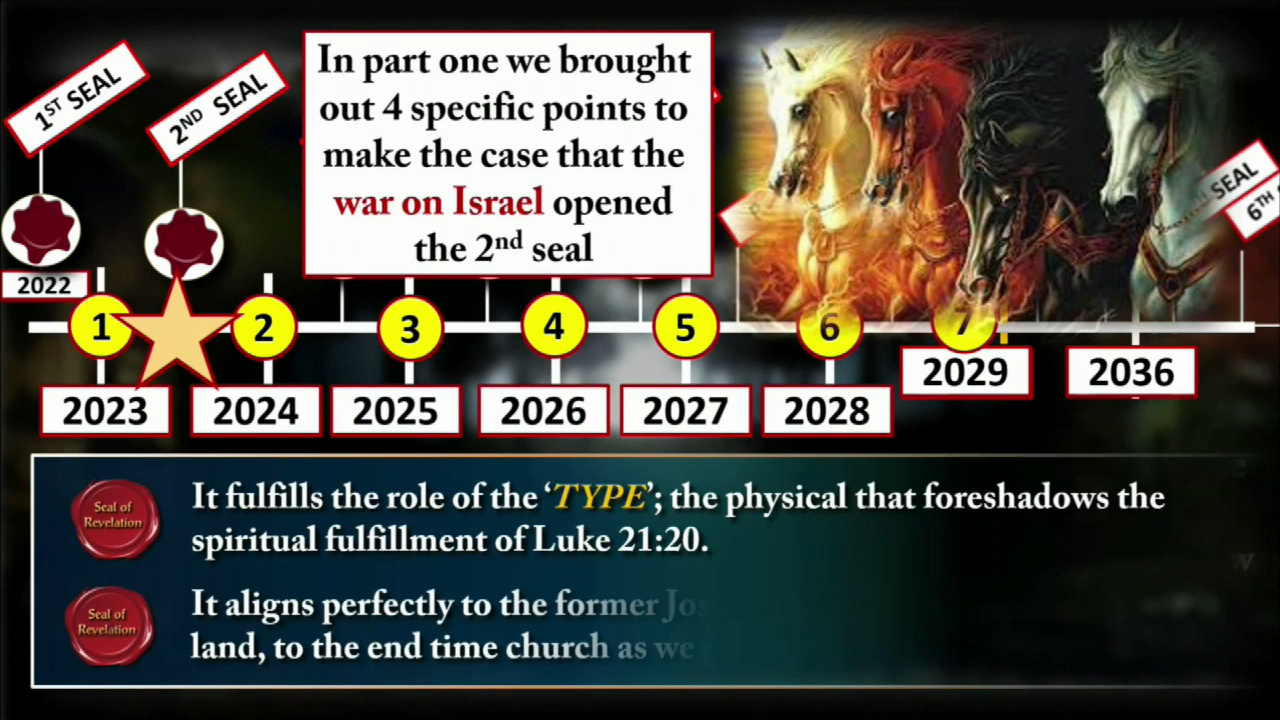 1ST SEAL
2ND SEAL
In part one we brought
out 4 specific points to
make the case that the
war on Israel opened
the 2nd seal
SEAL
6TH
2022
1
2
3
4
5
6
7
2023
2024
2025
2026
2027
2028
2029
2036
Seal of
Revelation
It fulfills the role of the ‘TYPE’; the physical that foreshadows the
spiritual fulfillment of Luke 21:20.
Seal of
Revelation
It aligns perfectly to the former
land, to the end time church as we